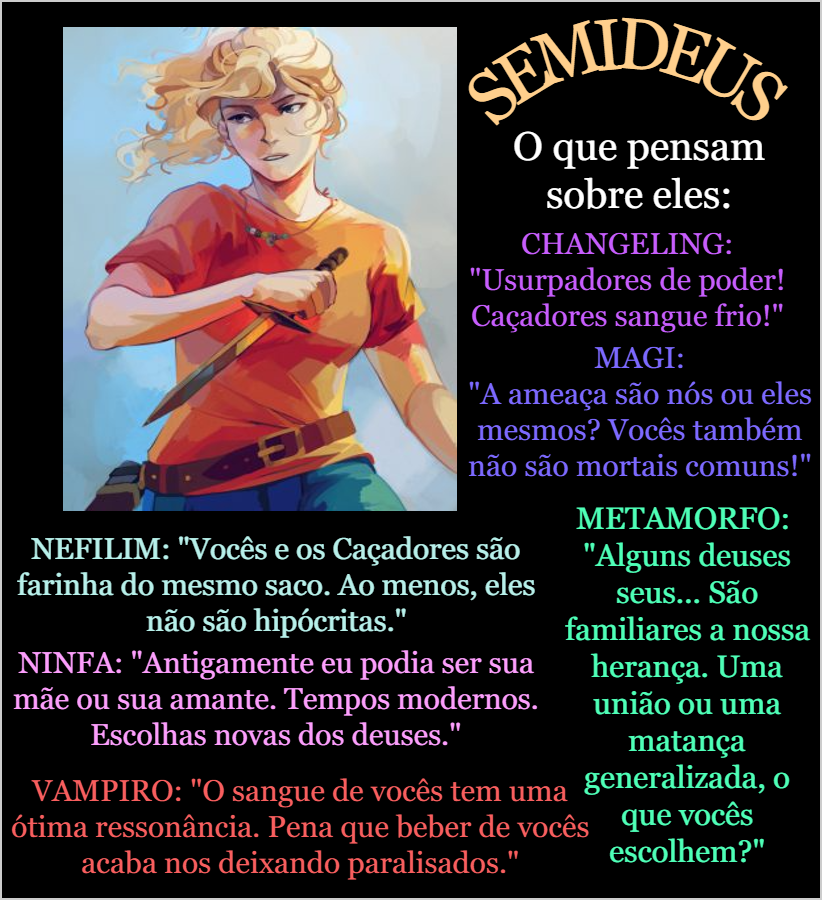 SEMIDEUS
O que pensam
sobre eles:
CHANGELING:
"Usurpadores de poder!
Caçadores sangue frio!"
MAGI:
"A ameaça são nós ou eles
mesmos? Vocês também
não são mortais comuns!"
METAMORFO:
"Alguns deuses
seus... São
familiares a nossa
herança. Uma
união ou uma
matança
generalizada, o
que vocês
escolhem?"
NEFILIM: "Vocês e os Caçadores são
farinha do mesmo saco. Ao menos, eles
não são hipócritas."
NINFA: "Antigamente eu podia ser sua
mãe ou sua amante. Tempos modernos.
Escolhas novas dos deuses."
VAMPIRO: "O sangue de vocês tem uma
ótima ressonância. Pena que beber de vocês
acaba nos deixando paralisados."